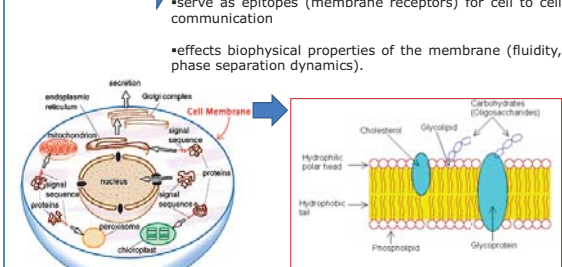 ▪serve as epitopes (membrane receptors) for cell to cell
communication
▪effects biophysical properties of the membrane (fluidity,
phase separation dynamics).
secretion
endoplasmic
reticulum
Golgi complex
Cell Membrane
mitochondrion
signal
sequence
nucleus
proteins
signal
sequence
proteins
signal
sequence
peroxisome
chloroplast
Carbohydrates
(Oligosaccharides)
Cholesterol
Glycolipid
Hydrophilic
polar head
Hydrophobic
tail
Phospholipid
Glycoprotein